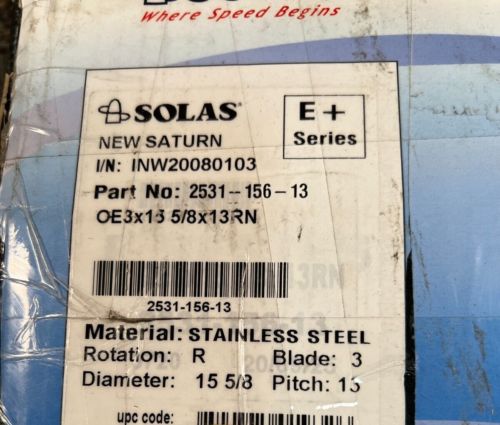 Where Speed Begins
SOLAS®
E+
Series
NEW SATURN
I/N: INW20080103
Part No: 2531-156-13
OE3x15 5/8x13RN
3RN
2531-156-13
Material: STAINLESS STEEL
Rotation: R Blade: 3
Diameter: 15 5/8 Pitch: 13
upc code: